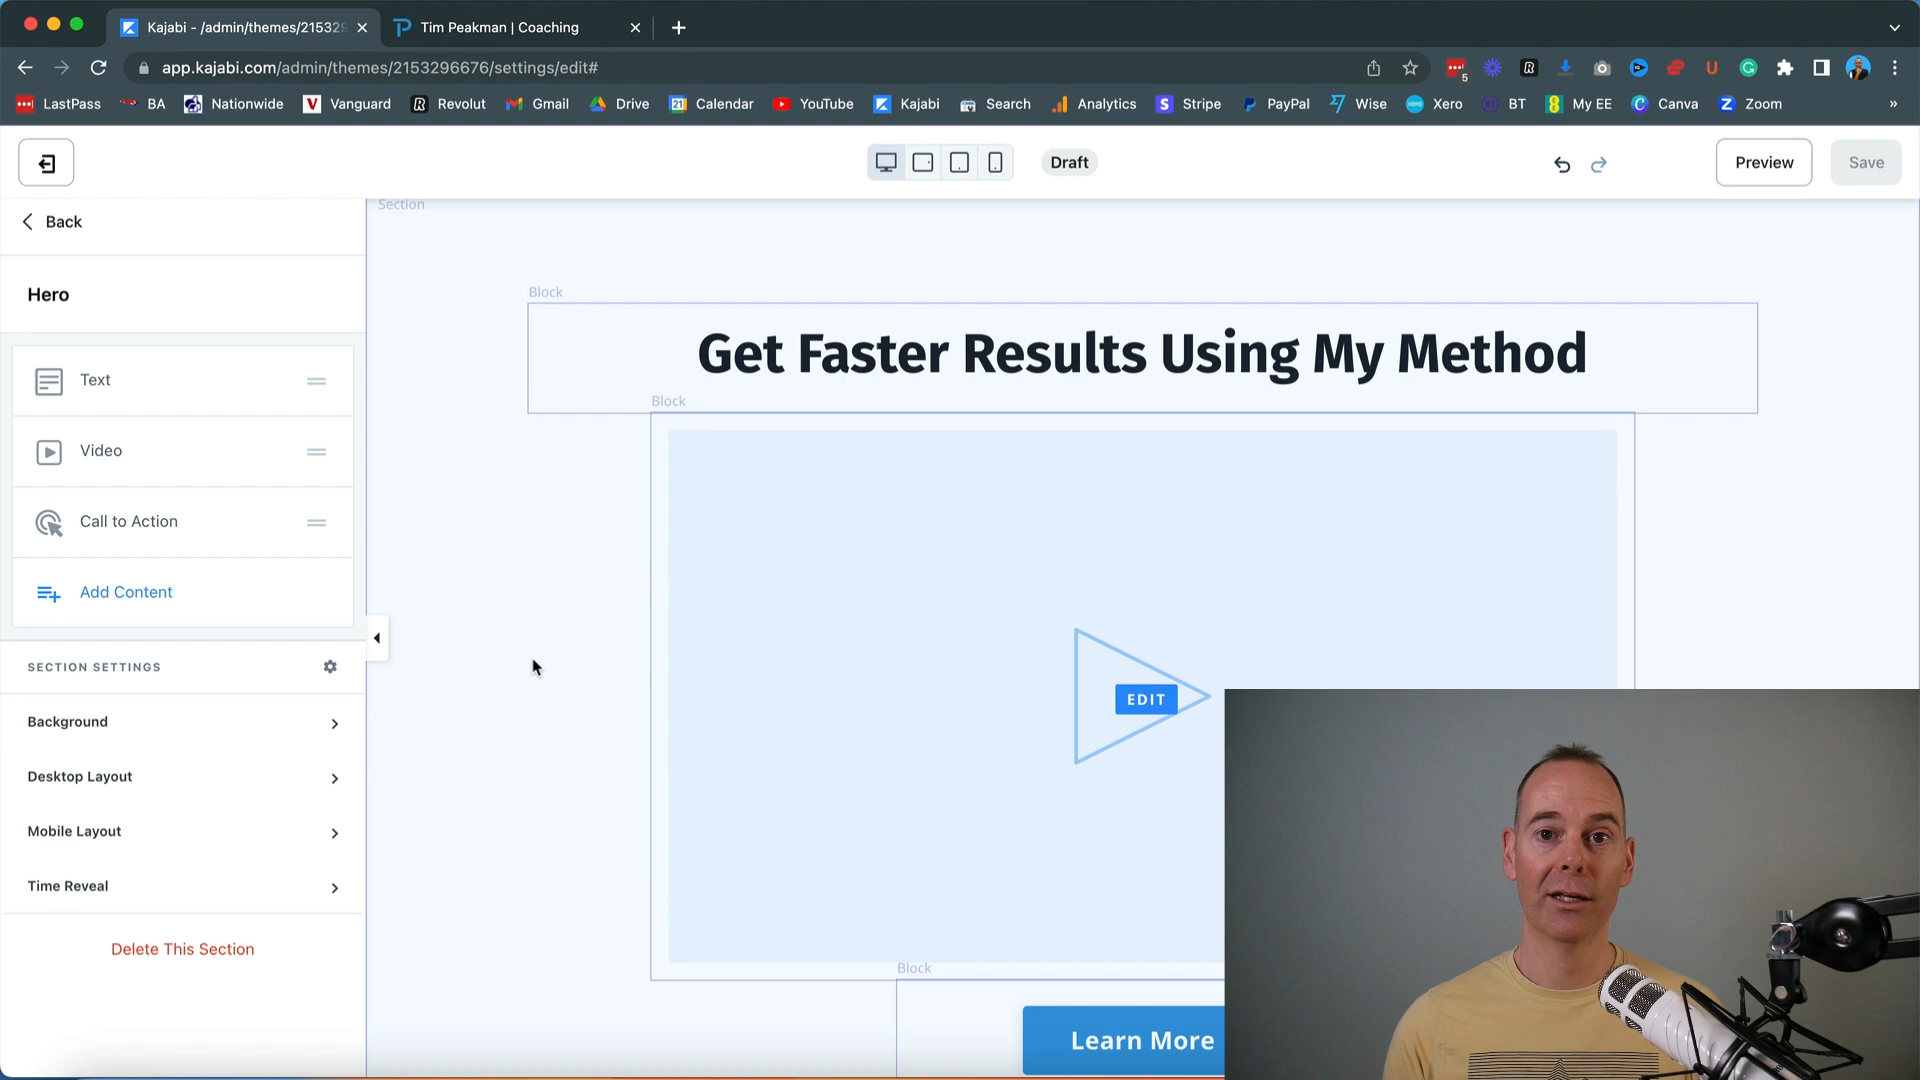 Kajabi - /admin/themes/215329
Tim Peakman | Coaching
app.kajabi.com/admin/themes/2153296676/settings/edit#
5
LastPass BA Nationwide Vanguard Revolut Gmail 21 Calendar Drive YouTube Kajabi Search Analytics Stripe PayPal Wise Xero BT My EE Canva Zoom »
Draft
Preview
Save
Back
Section
Hero
Block
Get Faster Results Using My Method
Text
Block
Video
Call to Action
Add Content
SECTION SETTINGS
EDIT
Background
Desktop Layout
Mobile Layout
Time Reveal
Delete This Section
Block
Learn More